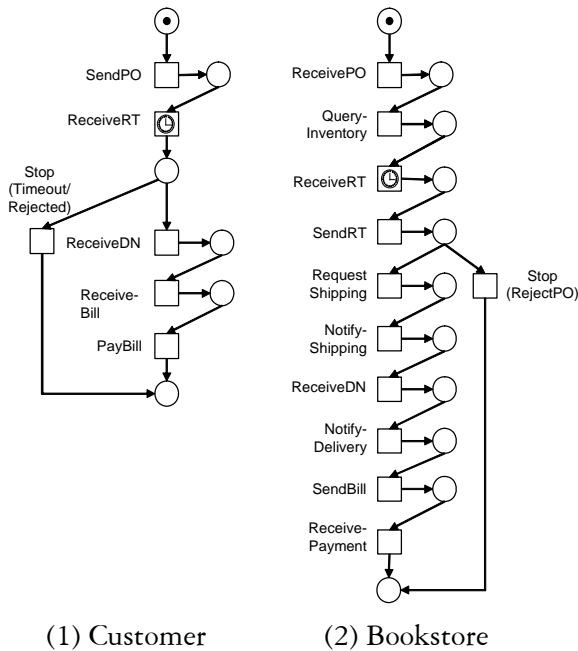 SendPO
ReceiveRT
Stop
(Timeout/
Rejected)
ReceiveDN
Receive-
Bill
PayBill
(1) Customer
ReceivePO
Query-
Inventory
ReceiveRT
SendRT
Request
Shipping
Stop
(RejectPO)
Notify-
Shipping
ReceiveDN
Notify-
Delivery
SendBill
Receive-
Payment
(2) Bookstore